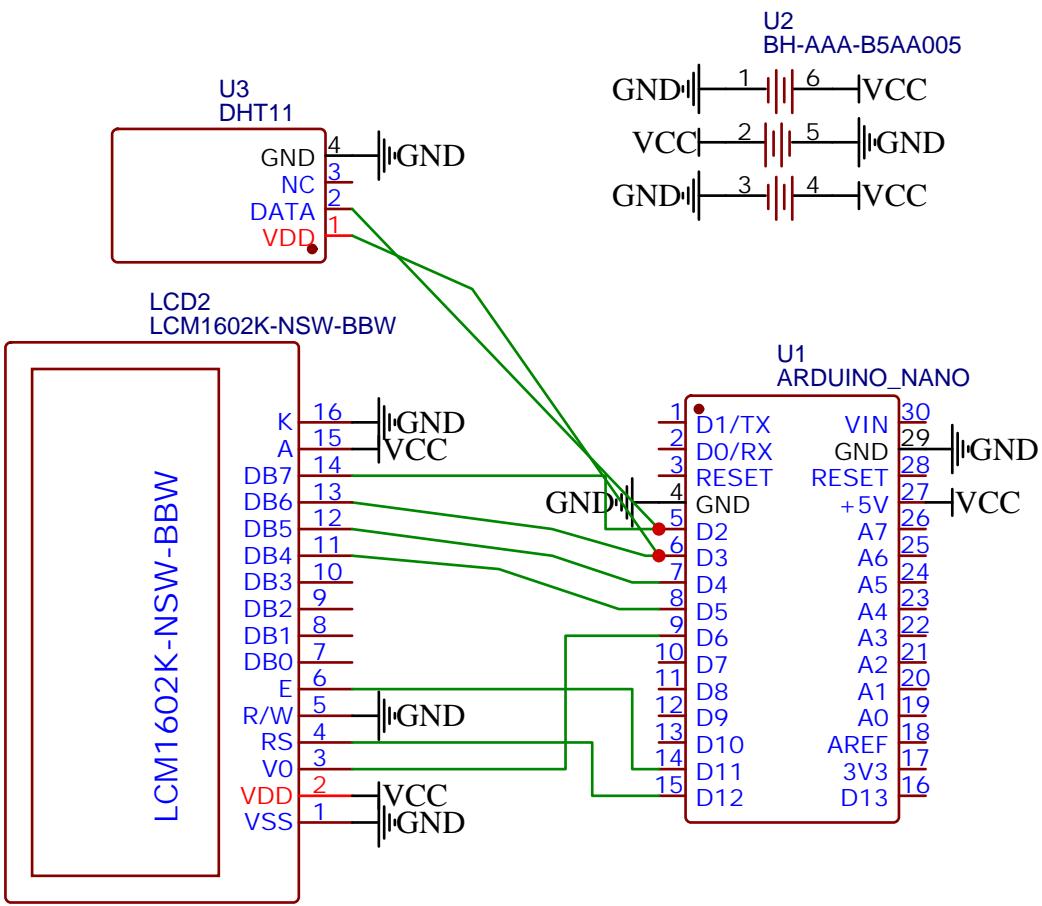 U2
BH-AAA-B5AA005
GND 1 6 VCC
VCC 2 5 GND
GND 3 4 VCC
U3
DHT11
GND 4 GND
NC 3
DATA 2
VDD 1
LCD2
LCM1602K-NSW-BBW
LCM1602K-NSW-BBW
K 16 GND
A 15 VCC
DB7 14
DB6 13
DB5 12
DB4 11
DB3 10
DB2 9
DB1 8
DB0 7
E 6
R/W 5 GND
RS 4
V0 3
VDD 2 VCC
VSS 1 GND
U1
ARDUINO_NANO
1 D1/TX VIN 30
2 D0/RX GND 29 GND
3 RESET RESET 28
GND 4 GND +5V 27 VCC
5 D2 A7 26
6 D3 A6 25
7 D4 A5 24
8 D5 A4 23
9 D6 A3 22
10 D7 A2 21
11 D8 A1 20
12 D9 A0 19
13 D10 AREF 18
14 D11 3V3 17
15 D12 D13 16